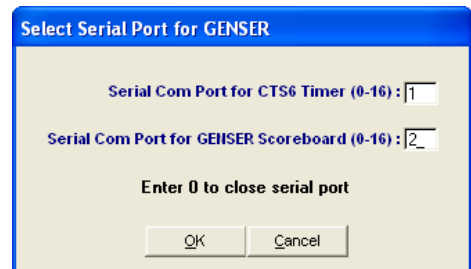 Select Serial Port for GENSER
Serial Com Port for CTS6 Timer (0-16) : 1
Serial Com Port for GENSER Scoreboard (0-16) : 2_
Enter 0 to close serial port
OK Cancel